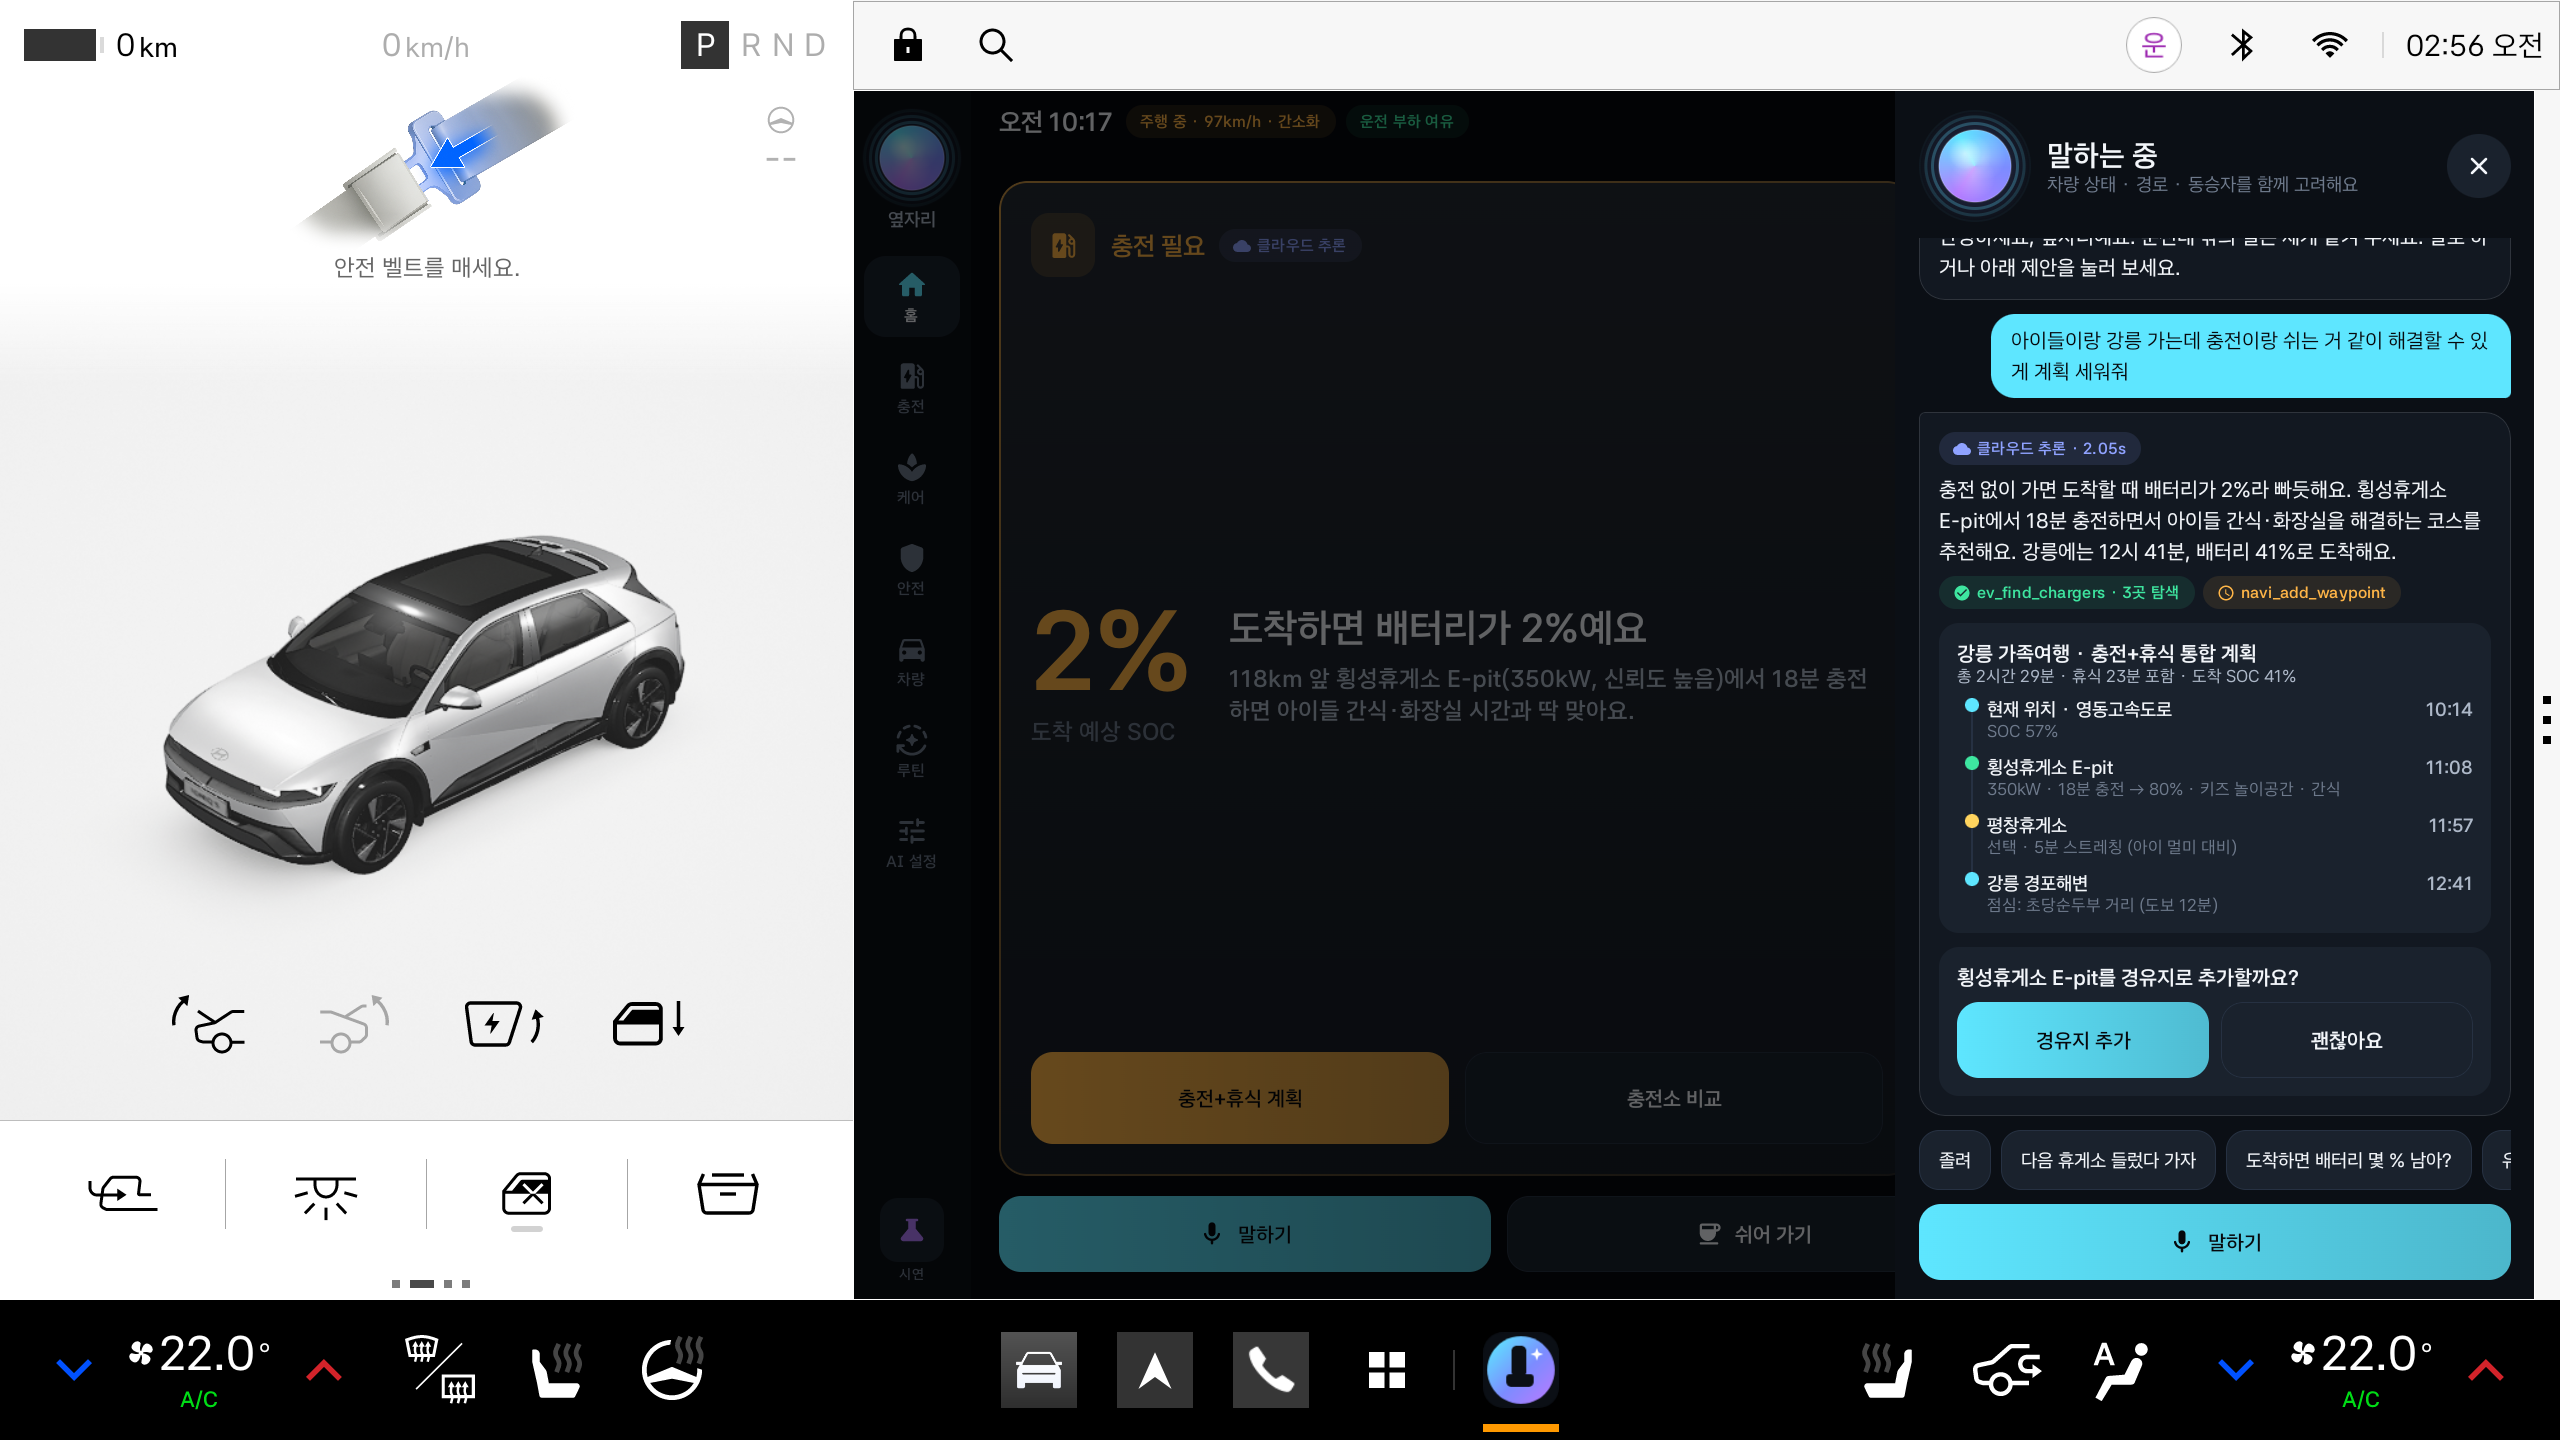 0 km
0 km/h
P R N D
안전 벨트를 매세요.
22.0°
A/C
운
02:56 오전
옆자리
홈
충전
케어
안전
차량
루틴
AI 설정
시연
오전 10:17
주행 중 · 97km/h · 간소화
운전 부하 여유
충전 필요
클라우드 추론
2%
도착 예상 SOC
도착하면 배터리가 2%예요
118km 앞 횡성휴게소 E-pit(350kW, 신뢰도 높음)에서 18분 충전
하면 아이들 간식·화장실 시간과 딱 맞아요.
충전+휴식 계획
충전소 비교
말하기
쉬어 가기
말하는 중
차량 상태 · 경로 · 동승자를 함께 고려해요
거나 아래 제안을 눌러 보세요.
아이들이랑 강릉 가는데 충전이랑 쉬는 거 같이 해결할 수 있
게 계획 세워줘
클라우드 추론 · 2.05s
충전 없이 가면 도착할 때 배터리가 2%라 빠듯해요. 횡성휴게소
E-pit에서 18분 충전하면서 아이들 간식·화장실을 해결하는 코스를
추천해요. 강릉에는 12시 41분, 배터리 41%로 도착해요.
ev_find_chargers · 3곳 탐색
navi_add_waypoint
강릉 가족여행 · 충전+휴식 통합 계획
총 2시간 29분 · 휴식 23분 포함 · 도착 SOC 41%
현재 위치 · 영동고속도로 10:14
SOC 57%
횡성휴게소 E-pit 11:08
350kW · 18분 충전 → 80% · 키즈 놀이공간 · 간식
평창휴게소 11:57
선택 · 5분 스트레칭 (아이 멀미 대비)
강릉 경포해변 12:41
점심: 초당순두부 거리 (도보 12분)
횡성휴게소 E-pit를 경유지로 추가할까요?
경유지 추가
괜찮아요
졸려
다음 휴게소 들렀다 가자
도착하면 배터리 몇 % 남아?
말하기
A
22.0°
A/C